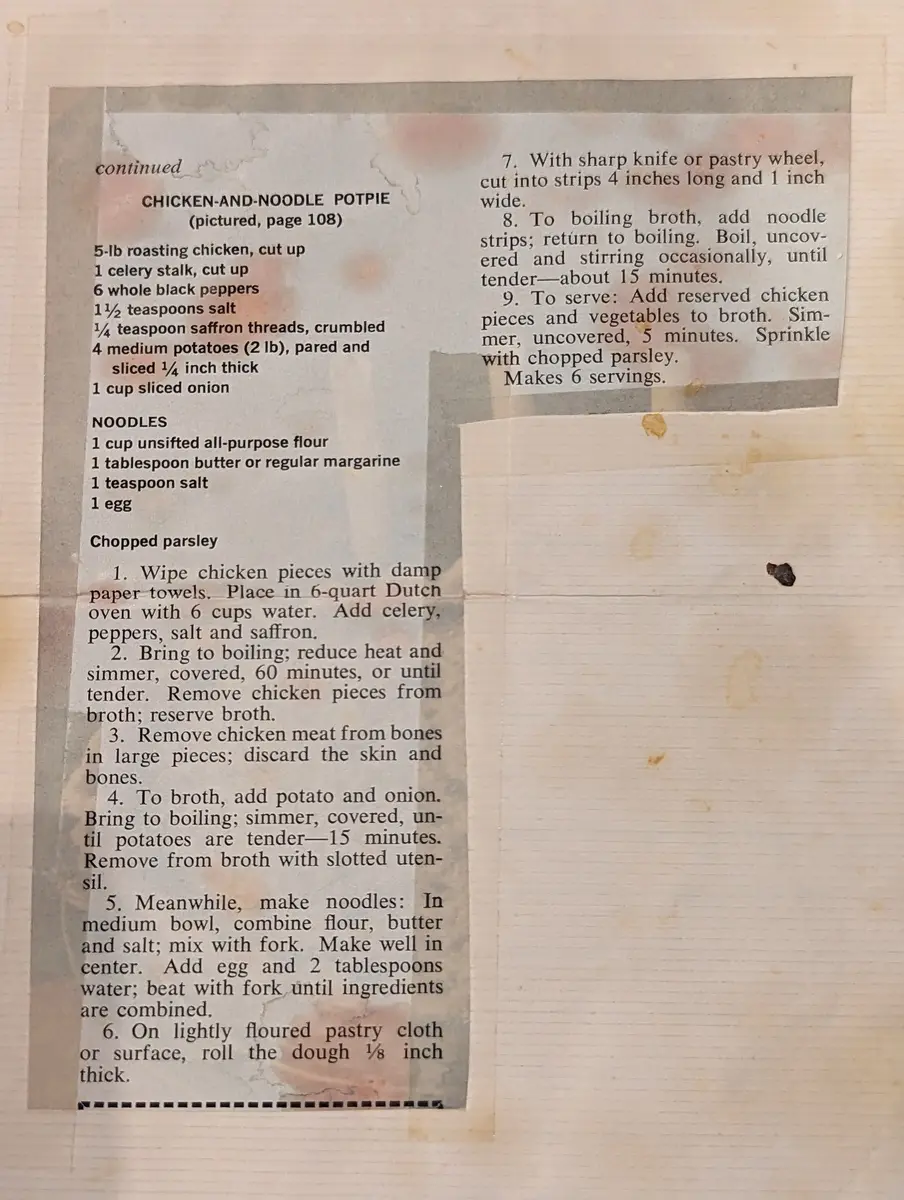 continued
CHICKEN-AND-NOODLE POTPIE
(pictured, page 108)
5-lb roasting chicken, cut up
1 celery stalk, cut up
6 whole black peppers
1½ teaspoons salt
¼ teaspoon saffron threads, crumbled
4 medium potatoes (2 lb), pared and
sliced ¼ inch thick
1 cup sliced onion
NOODLES
1 cup unsifted all-purpose flour
1 tablespoon butter or regular margarine
1 teaspoon salt
1 egg
Chopped parsley
1. Wipe chicken pieces with damp
paper towels. Place in 6-quart Dutch
oven with 6 cups water. Add celery,
peppers, salt and saffron.
2. Bring to boiling; reduce heat and
simmer, covered, 60 minutes, or until
tender. Remove chicken pieces from
broth; reserve broth.
3. Remove chicken meat from bones
in large pieces; discard the skin and
bones.
4. To broth, add potato and onion.
Bring to boiling; simmer, covered, un-
til potatoes are tender—15 minutes.
Remove from broth with slotted uten-
sil.
5. Meanwhile, make noodles: In
medium bowl, combine flour, butter
and salt; mix with fork. Make well in
center. Add egg and 2 tablespoons
water; beat with fork until ingredients
are combined.
6. On lightly floured pastry cloth
or surface, roll the dough ⅛ inch
thick.
7. With sharp knife or pastry wheel,
cut into strips 4 inches long and 1 inch
wide.
8. To boiling broth, add noodle
strips; return to boiling. Boil, uncov-
ered and stirring occasionally, until
tender—about 15 minutes.
9. To serve: Add reserved chicken
pieces and vegetables to broth. Sim-
mer, uncovered, 5 minutes. Sprinkle
with chopped parsley.
Makes 6 servings.